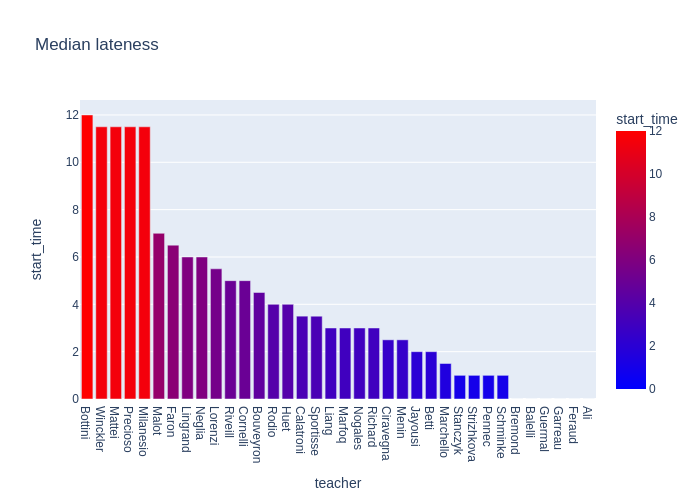 Median lateness
start_time
12
10
8
6
4
2
0
start_time
12
10
8
6
4
2
0
Bottini
Winckler
Mattei
Precioso
Milanesio
Malot
Faron
Lingrand
Neglia
Lorenzi
Riveill
Cornelli
Bouveyron
Rodio
Huet
Calatroni
Sportisse
Liang
Marfoq
Nogales
Richard
Ciravegna
Menin
Jayousi
Betti
Marchello
Stanczyk
Strizhkova
Pennec
Schminke
Bremond
Balelli
Guermal
Garreau
Feraud
Ali
teacher